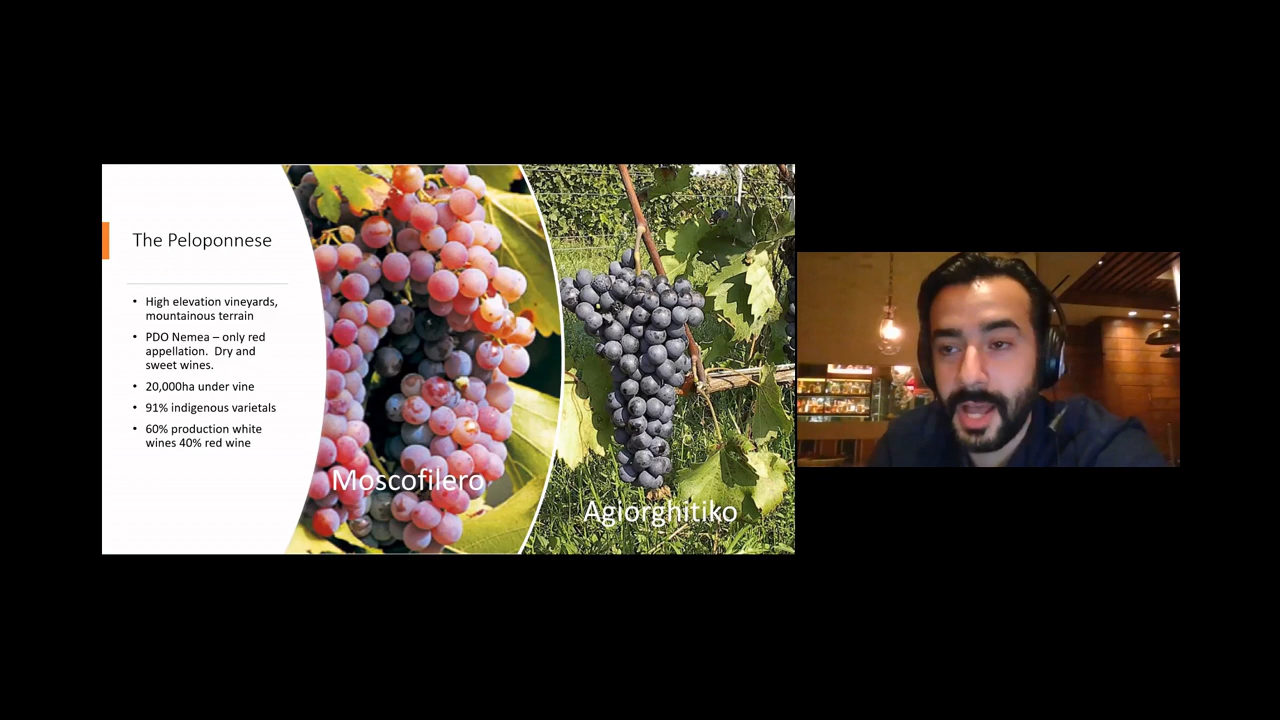 The Peloponnese
• High elevation vineyards,
mountainous terrain
• PDO Nemea – only red
appellation. Dry and
sweet wines.
• 20,000ha under vine
• 91% indigenous varietals
• 60% production white
wines 40% red wine
Moscofilero
Agiorghitiko